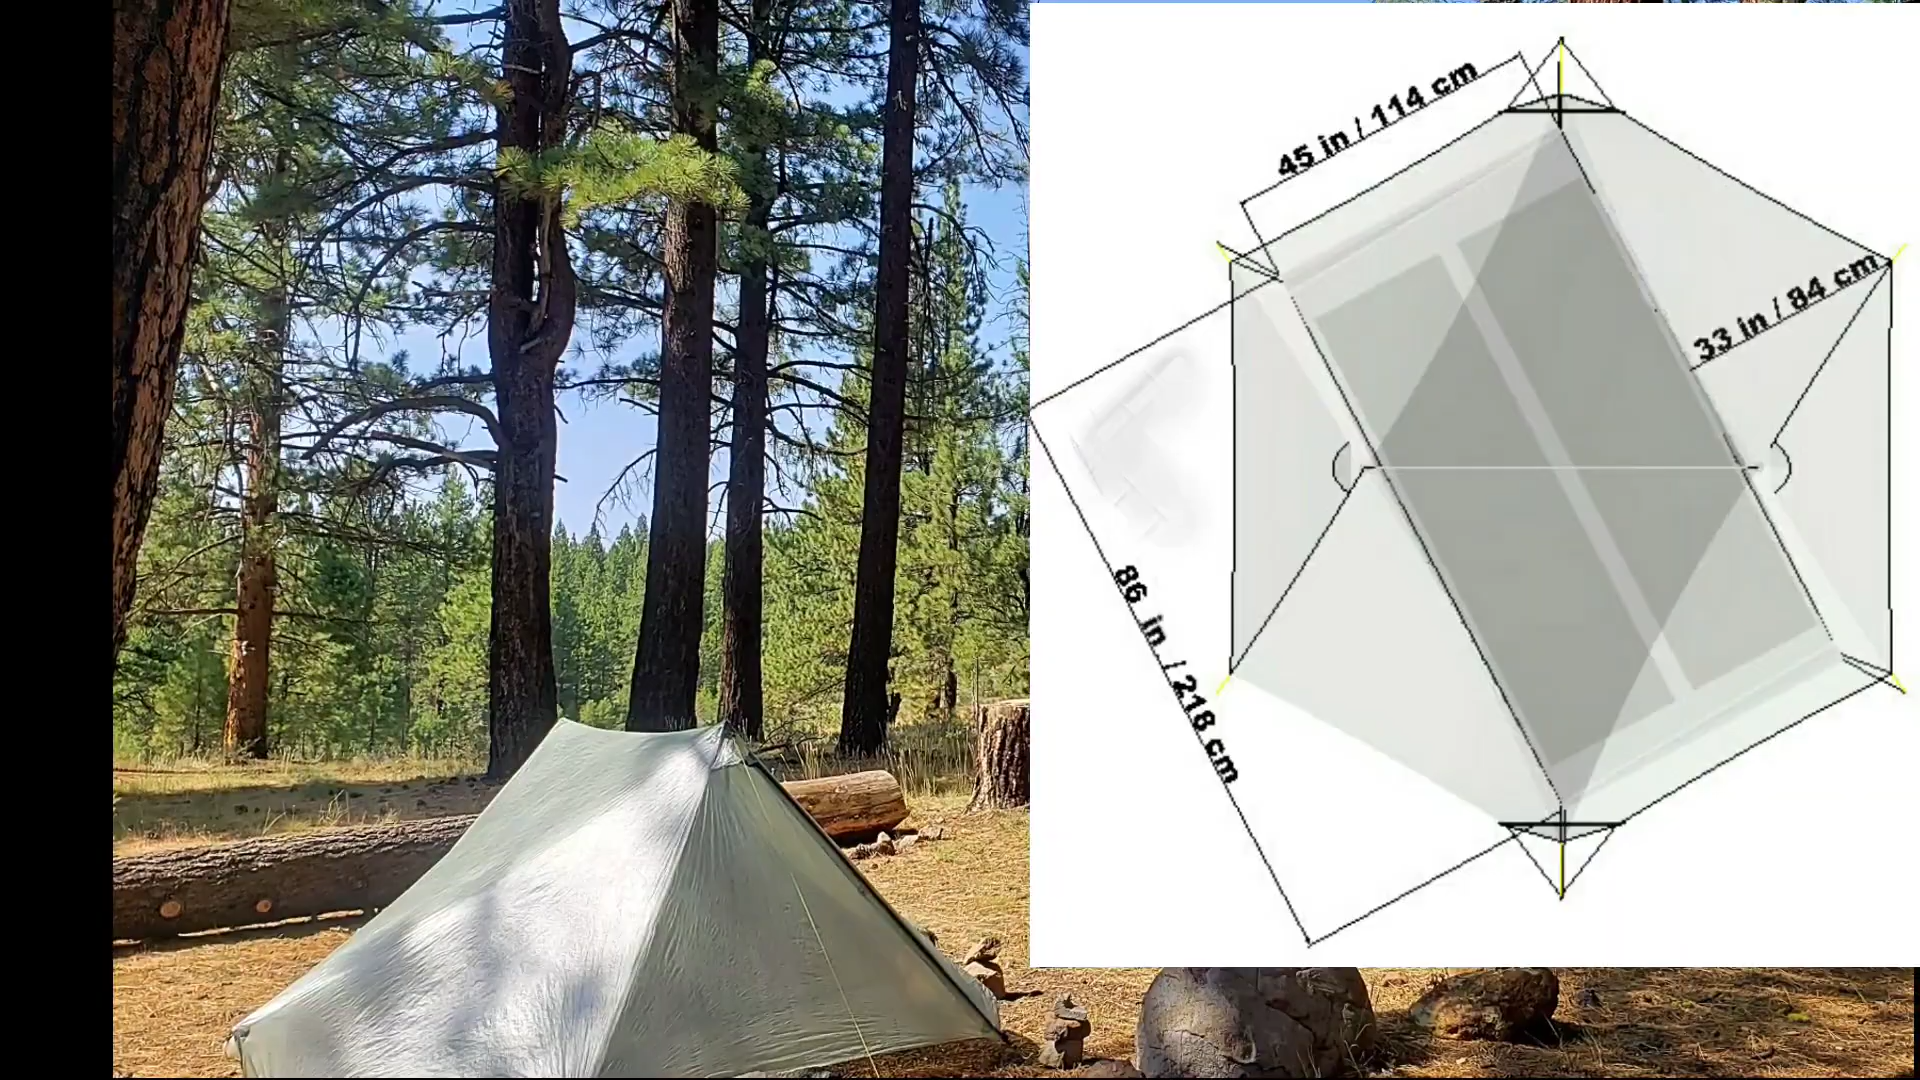 45 in / 114 cm
33 in / 84 cm
86 in. / 218 cm